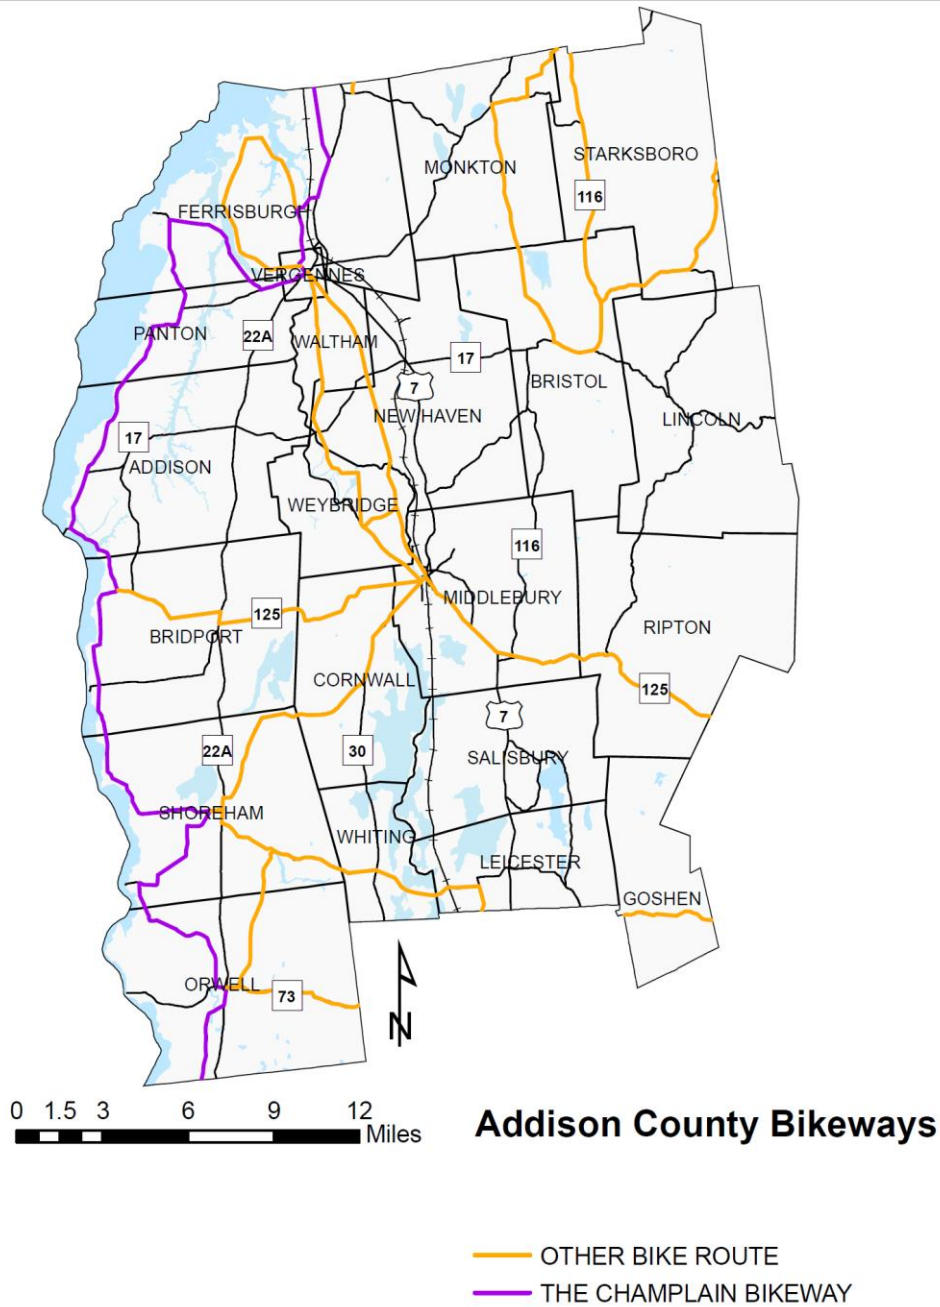 STARKSBORO
MONKTON
116
FERRISBURGH
VERGENNES
PANTON
22A
WALTHAM
17
BRISTOL
7
NEW HAVEN
LINCOLN
17
ADDISON
WEYBRIDGE
116
MIDDLEBURY
125
BRIDPORT
RIPTON
CORNWALL
125
7
22A
30
SALISBURY
SHOREHAM
WHITING
LEICESTER
GOSHEN
ORWELL
73
N
0 1.5 3 6 9 12
Miles
Addison County Bikeways
OTHER BIKE ROUTE
THE CHAMPLAIN BIKEWAY